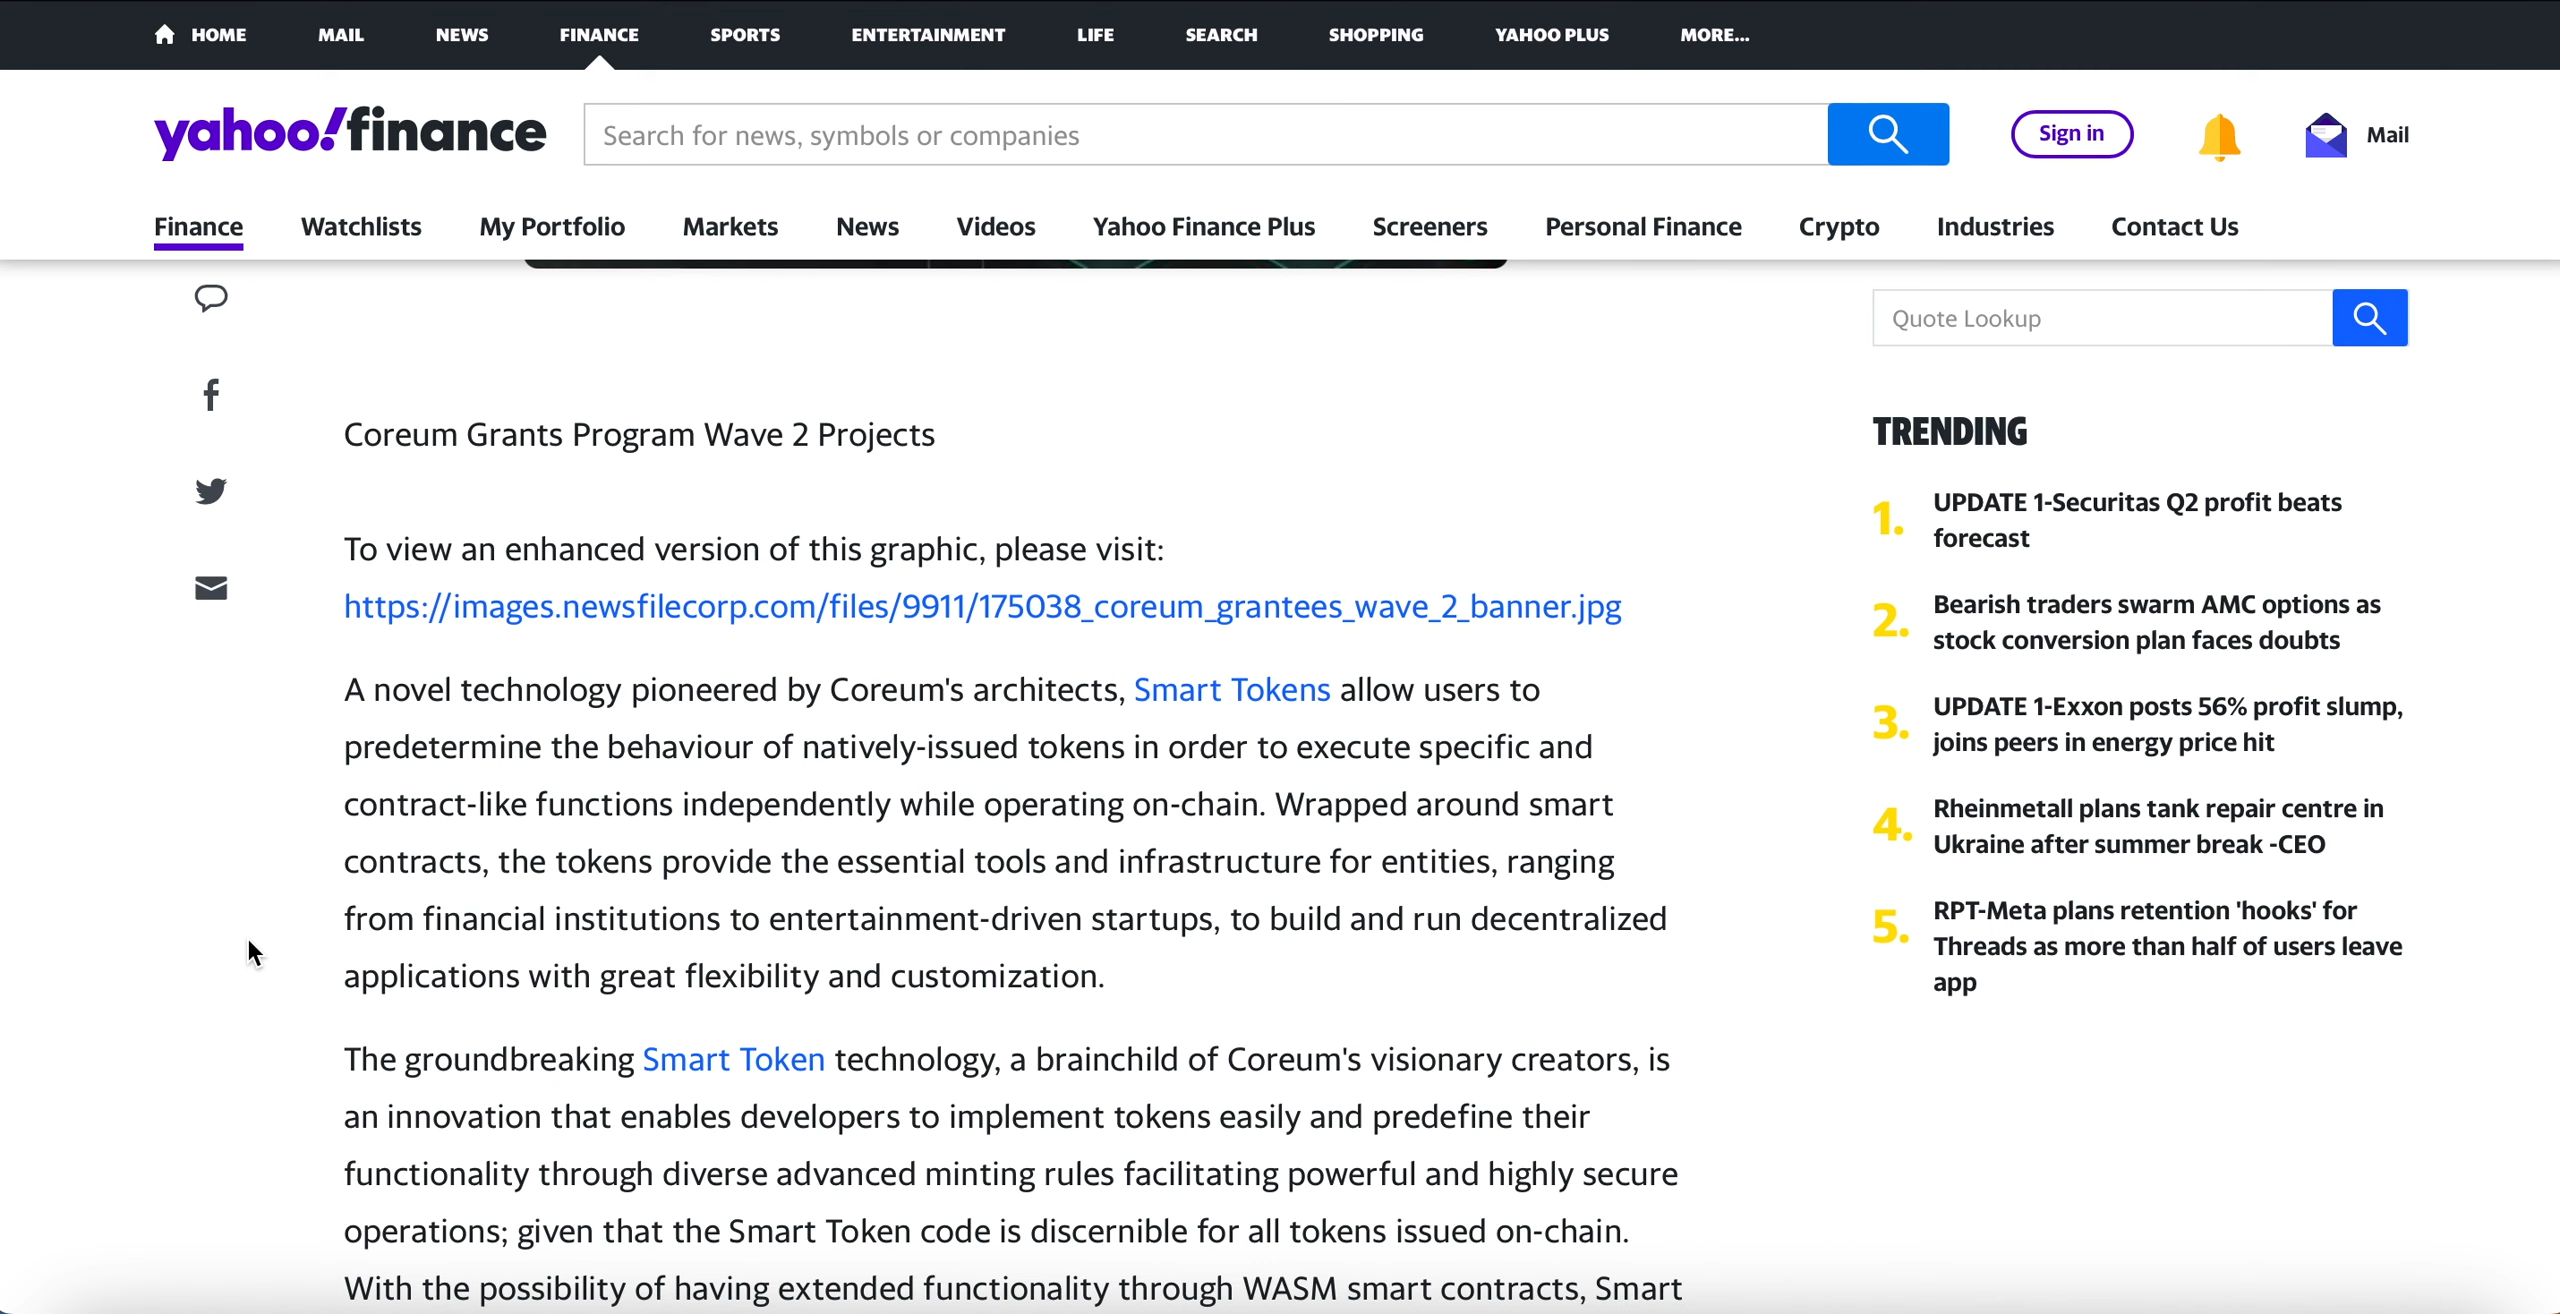 HOME MAIL NEWS FINANCE SPORTS ENTERTAINMENT LIFE SEARCH SHOPPING YAHOO PLUS MORE...
yahoo!finance
Search for news, symbols or companies
Sign in
Mail
Finance Watchlists My Portfolio Markets News Videos Yahoo Finance Plus Screeners Personal Finance Crypto Industries Contact Us
Coreum Grants Program Wave 2 Projects
To view an enhanced version of this graphic, please visit:
https://images.newsfilecorp.com/files/9911/175038_coreum_grantees_wave_2_banner.jpg
A novel technology pioneered by Coreum's architects, Smart Tokens allow users to
predetermine the behaviour of natively-issued tokens in order to execute specific and
contract-like functions independently while operating on-chain. Wrapped around smart
contracts, the tokens provide the essential tools and infrastructure for entities, ranging
from financial institutions to entertainment-driven startups, to build and run decentralized
applications with great flexibility and customization.
The groundbreaking Smart Token technology, a brainchild of Coreum's visionary creators, is
an innovation that enables developers to implement tokens easily and predefine their
functionality through diverse advanced minting rules facilitating powerful and highly secure
operations; given that the Smart Token code is discernible for all tokens issued on-chain.
With the possibility of having extended functionality through WASM smart contracts, Smart
Quote Lookup
TRENDING
1. UPDATE 1-Securitas Q2 profit beats
forecast
2. Bearish traders swarm AMC options as
stock conversion plan faces doubts
3. UPDATE 1-Exxon posts 56% profit slump,
joins peers in energy price hit
4. Rheinmetall plans tank repair centre in
Ukraine after summer break -CEO
5. RPT-Meta plans retention 'hooks' for
Threads as more than half of users leave
app